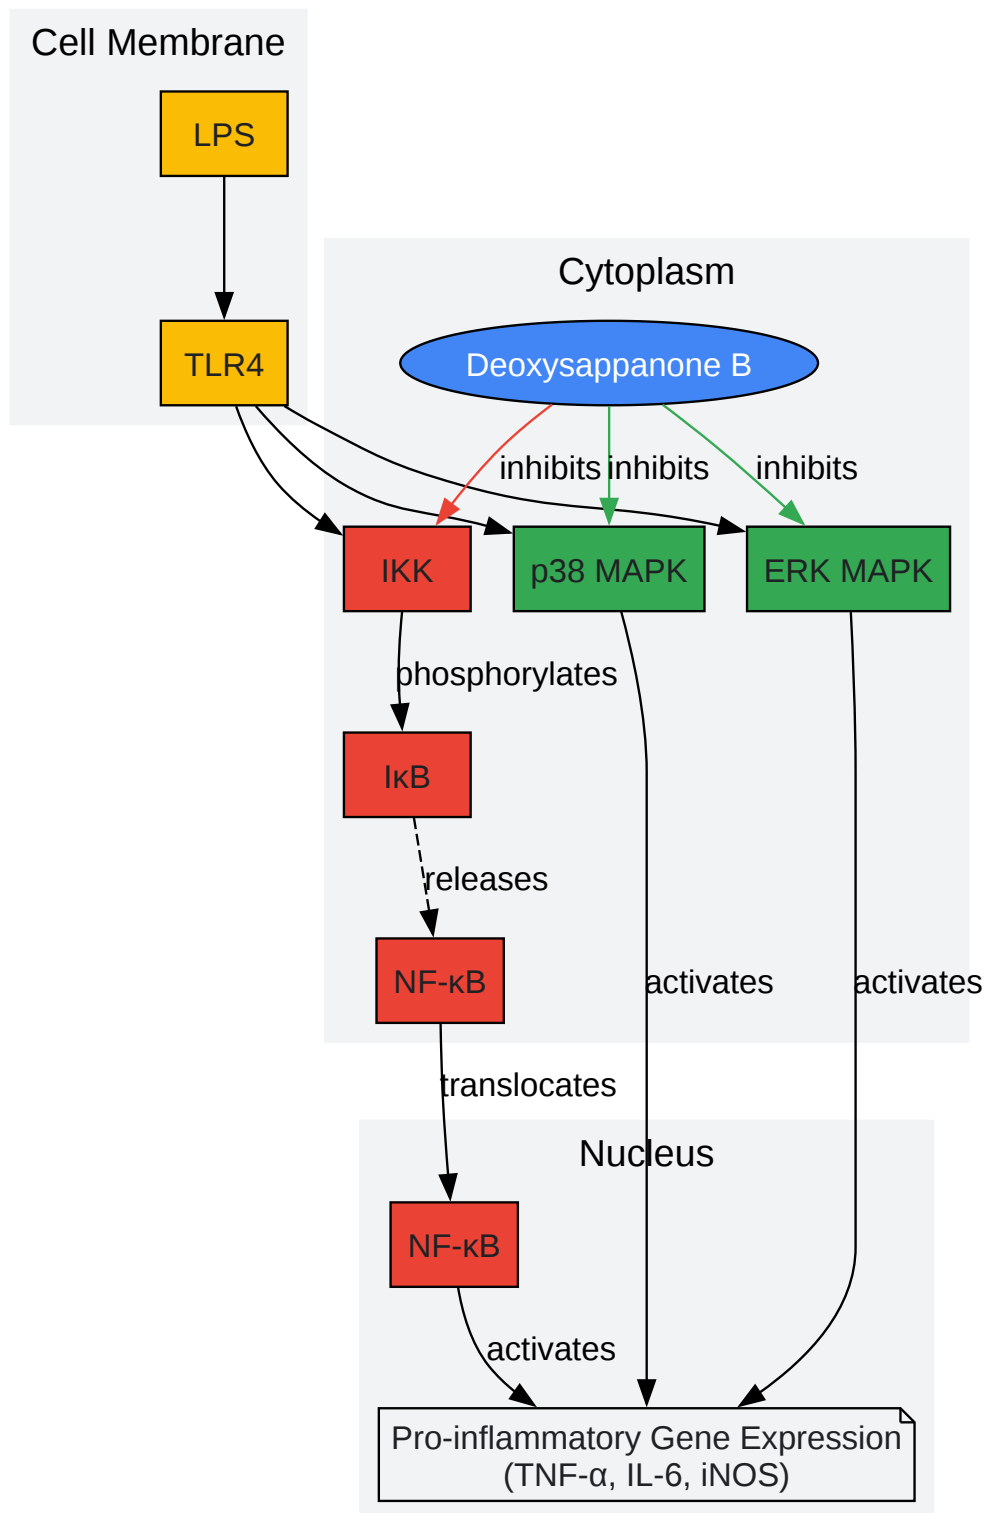 Cell Membrane
LPS
Cytoplasm
TLR4
Deoxysappanone B
inhibits
inhibits
inhibits
IKK
p38 MAPK
ERK MAPK
phosphorylates
IκB
releases
NF-κB
activates
activates
translocates
Nucleus
NF-κB
activates
Pro-inflammatory Gene Expression
(TNF-α, IL-6, iNOS)